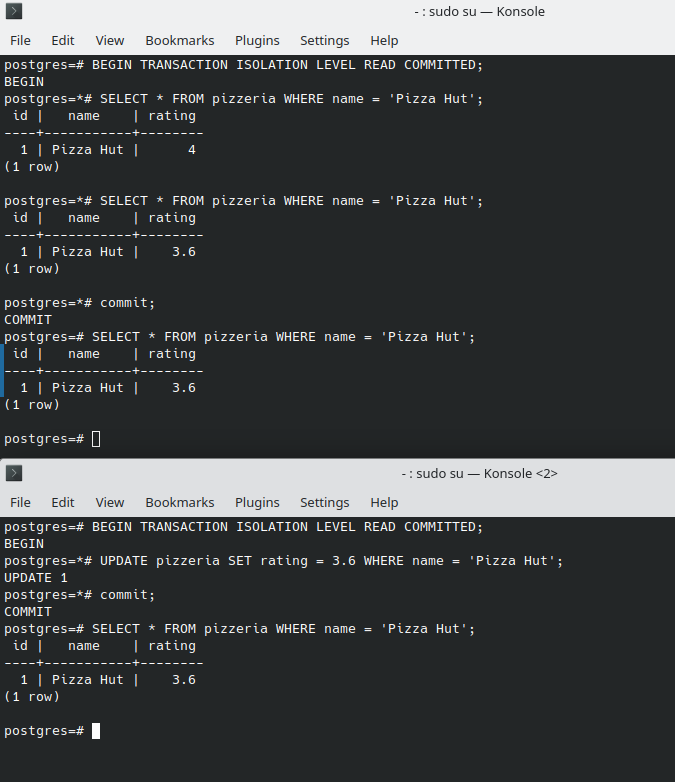 - : sudo su — Konsole
File Edit View Bookmarks Plugins Settings Help
postgres=# BEGIN TRANSACTION ISOLATION LEVEL READ COMMITTED;
BEGIN
postgres=*# SELECT * FROM pizzeria WHERE name = 'Pizza Hut';
 id |   name    | rating
----+-----------+--------
  1 | Pizza Hut |      4
(1 row)

postgres=*# SELECT * FROM pizzeria WHERE name = 'Pizza Hut';
 id |   name    | rating
----+-----------+--------
  1 | Pizza Hut |    3.6
(1 row)

postgres=*# commit;
COMMIT
postgres=# SELECT * FROM pizzeria WHERE name = 'Pizza Hut';
 id |   name    | rating
----+-----------+--------
  1 | Pizza Hut |    3.6
(1 row)

postgres=#
- : sudo su — Konsole <2>
File Edit View Bookmarks Plugins Settings Help
postgres=# BEGIN TRANSACTION ISOLATION LEVEL READ COMMITTED;
BEGIN
postgres=*# UPDATE pizzeria SET rating = 3.6 WHERE name = 'Pizza Hut';
UPDATE 1
postgres=*# commit;
COMMIT
postgres=# SELECT * FROM pizzeria WHERE name = 'Pizza Hut';
 id |   name    | rating
----+-----------+--------
  1 | Pizza Hut |    3.6
(1 row)

postgres=#